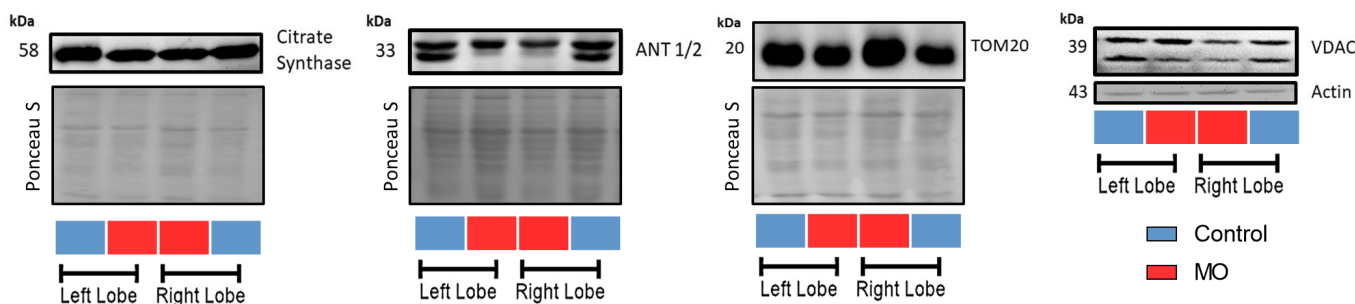 kDa
58
Citrate
Synthase
Ponceau S
Left Lobe
Right Lobe
kDa
33
ANT 1/2
Ponceau S
Left Lobe
Right Lobe
kDa
20
TOM20
Ponceau S
Left Lobe
Right Lobe
kDa
39
VDAC
43
Actin
Left Lobe
Right Lobe
Control
MO